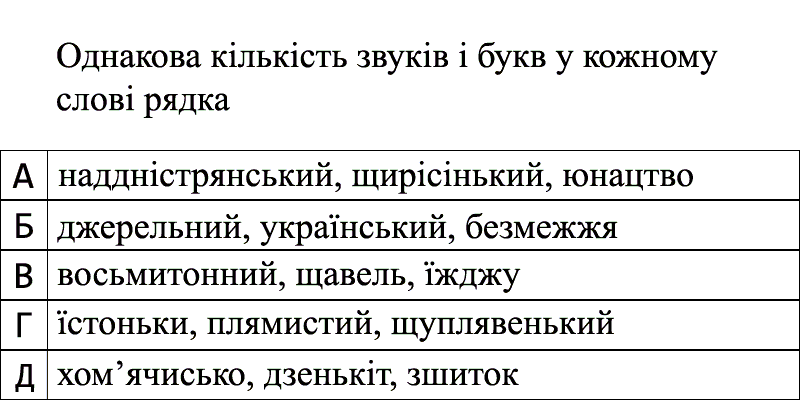 Однакова кількість звуків і букв у кожному
слові рядка
А наддністрянський, щирісінький, юнацтво
Б джерельний, український, безмежжя
В восьмитонний, щавель, їжджу
Г їстоньки, плямистий, щуплявенький
Д хом’ячисько, дзенькіт, зшиток